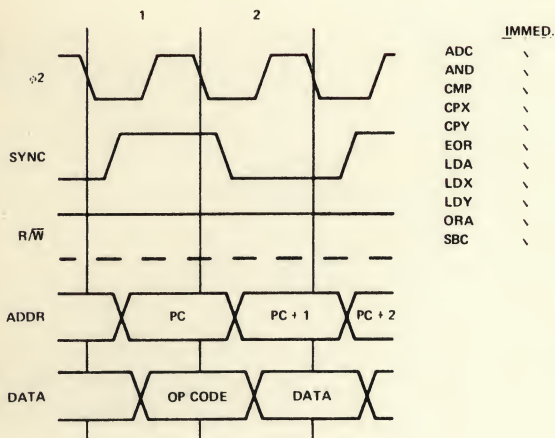 1 2
IMMED.
φ2
SYNC
R/W̅
ADDR PC PC + 1 PC + 2
DATA OP CODE DATA
ADC \
AND \
CMP \
CPX \
CPY \
EOR \
LDA \
LDX \
LDY \
ORA \
SBC \